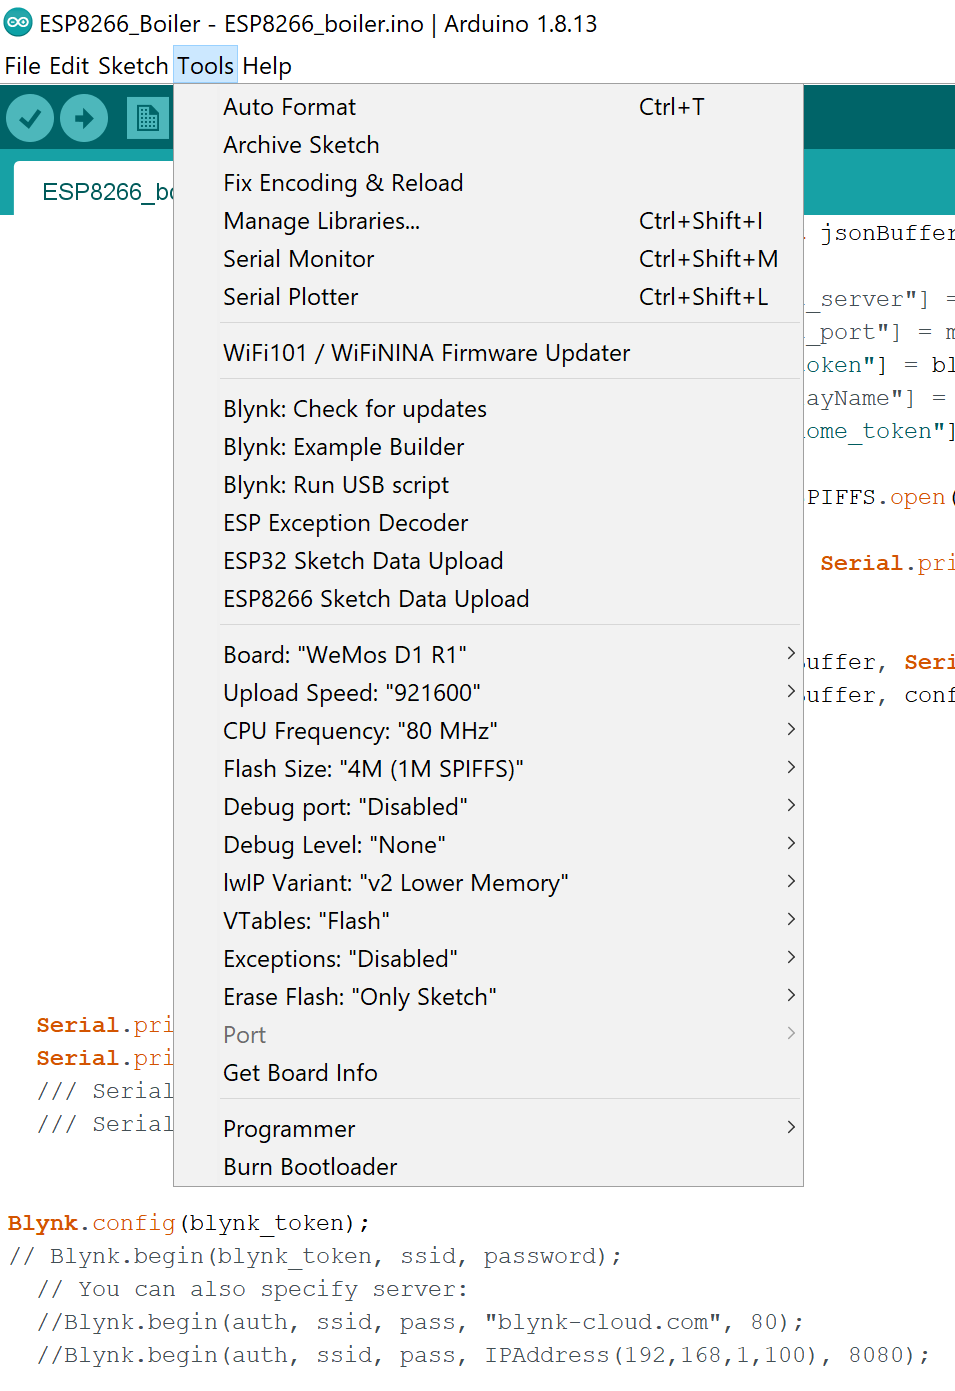 ESP8266_Boiler - ESP8266_boiler.ino | Arduino 1.8.13
File Edit Sketch Tools Help
ESP8266_bo
Auto Format Ctrl+T
Archive Sketch
Fix Encoding & Reload
Manage Libraries... Ctrl+Shift+I
Serial Monitor Ctrl+Shift+M
Serial Plotter Ctrl+Shift+L
WiFi101 / WiFiNINA Firmware Updater
Blynk: Check for updates
Blynk: Example Builder
Blynk: Run USB script
ESP Exception Decoder
ESP32 Sketch Data Upload
ESP8266 Sketch Data Upload
Board: "WeMos D1 R1"
Upload Speed: "921600"
CPU Frequency: "80 MHz"
Flash Size: "4M (1M SPIFFS)"
Debug port: "Disabled"
Debug Level: "None"
lwIP Variant: "v2 Lower Memory"
VTables: "Flash"
Exceptions: "Disabled"
Erase Flash: "Only Sketch"
Port
Get Board Info
Programmer
Burn Bootloader
jsonBuffer
_server"] =
_port"] = m
oken"] = bl
ayName"] =
ome_token"]
PIFFS.open(
Serial.pri
uffer, Seri
uffer, conf
Serial.pri
Serial.pri
/// Serial
/// Serial
Blynk.config(blynk_token);
// Blynk.begin(blynk_token, ssid, password);
// You can also specify server:
//Blynk.begin(auth, ssid, pass, "blynk-cloud.com", 80);
//Blynk.begin(auth, ssid, pass, IPAddress(192,168,1,100), 8080);